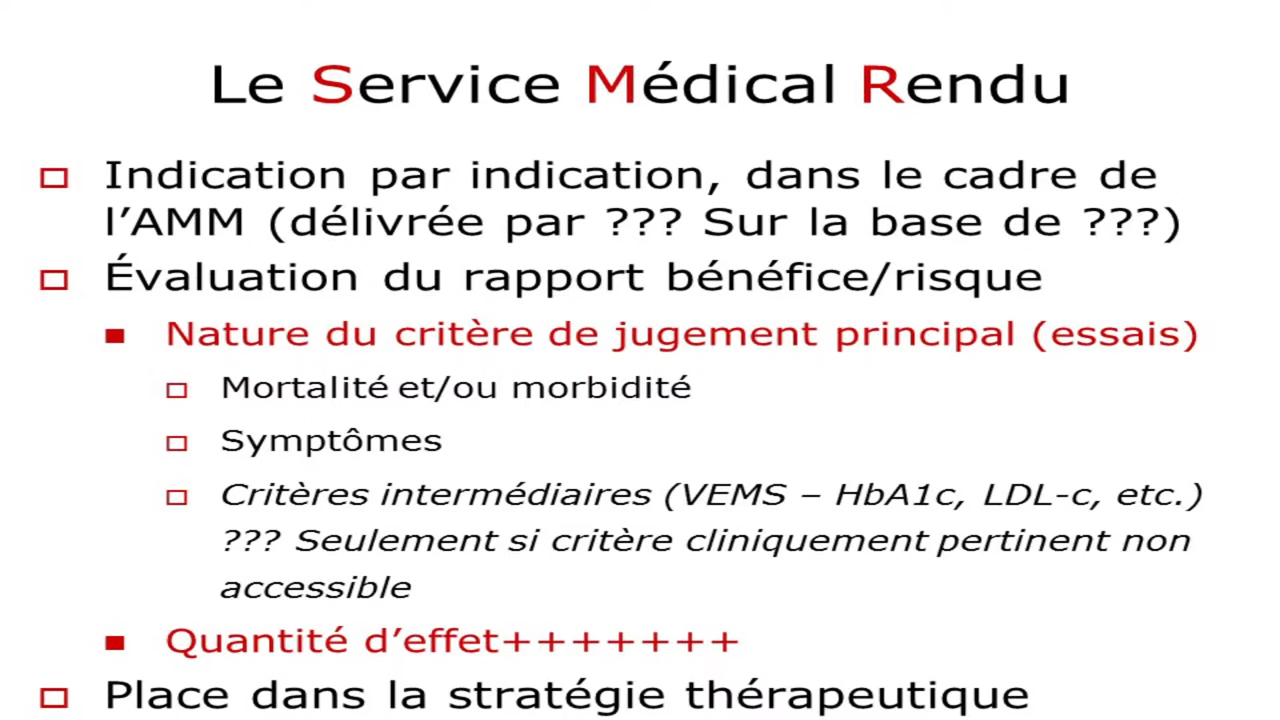 Le Service Médical Rendu
Indication par indication, dans le cadre de
l’AMM (délivrée par ??? Sur la base de ???)
Évaluation du rapport bénéfice/risque
Nature du critère de jugement principal (essais)
Mortalité et/ou morbidité
Symptômes
Critères intermédiaires (VEMS – HbA1c, LDL-c, etc.)
??? Seulement si critère cliniquement pertinent non
accessible
Quantité d’effet+++++++
Place dans la stratégie thérapeutique